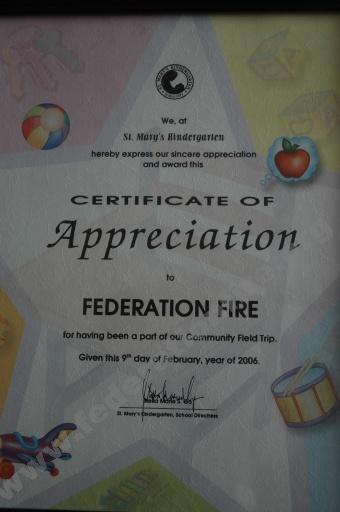 We, at
St. Mary's Kindergarten
hereby express our sincere appreciation
and award this
CERTIFICATE OF
Appreciation
to
FEDERATION FIRE
for having been a part of our Community Field Trip.
Given this 9th day of February, year of 2006.
St. Mary's Kindergarten, School Directress